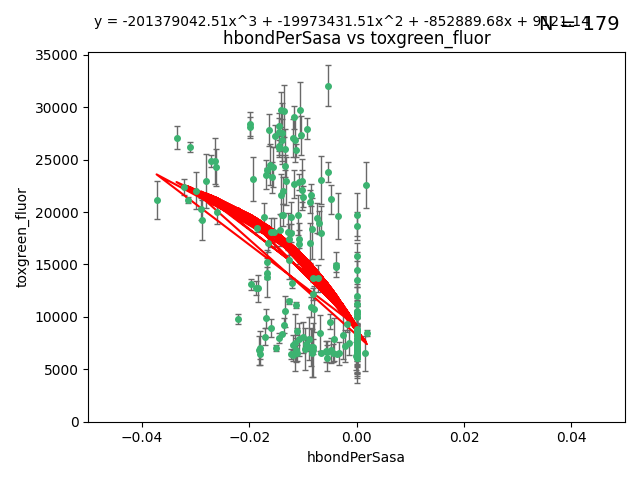 y = -201379042.51x^3 + -19973431.51x^2 + -852889.68x +
N = 179
hbondPerSasa vs toxgreen_fluor
35000
30000
25000
20000
15000
10000
5000
0
toxgreen_fluor
-0.04
-0.02
0.00
0.02
0.04
hbondPerSasa